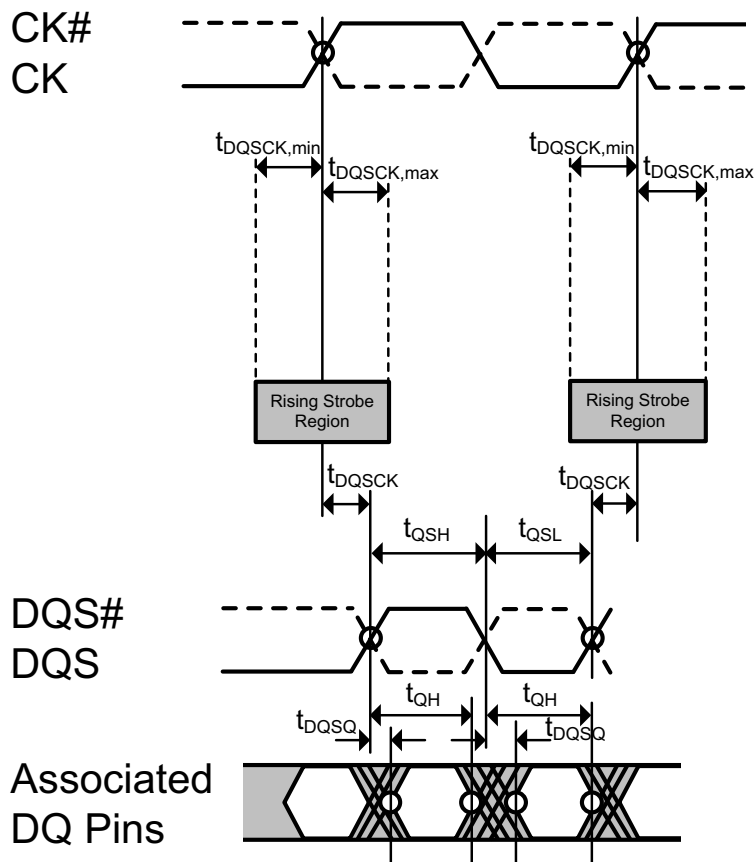 CK#
CK
tDQSCK,min
tDQSCK,max
tDQSCK,min
tDQSCK,max
Rising Strobe
Region
Rising Strobe
Region
tDQSCK
tDQSCK
tQSH
tQSL
DQS#
DQS
tQH
tQH
tDQSQ
tDQSQ
Associated
DQ Pins